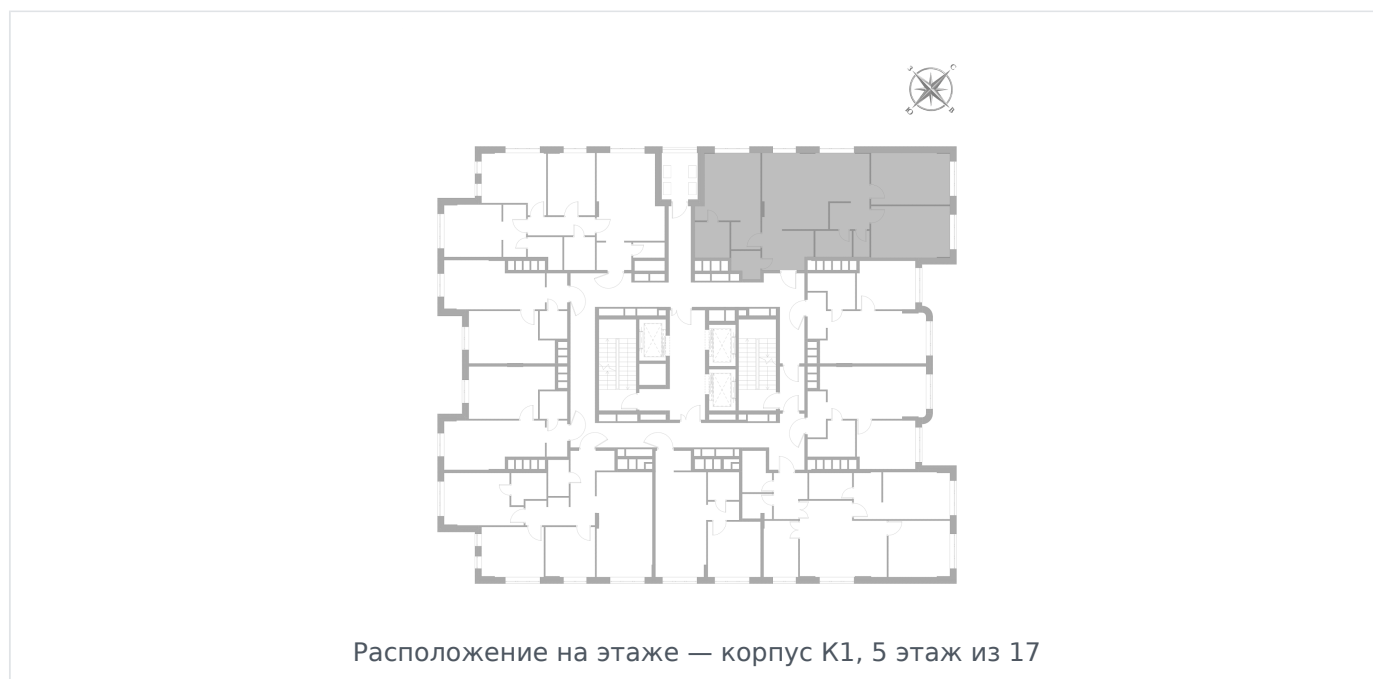 З С
Ю В
Расположение на этаже — корпус К1, 5 этаж из 17